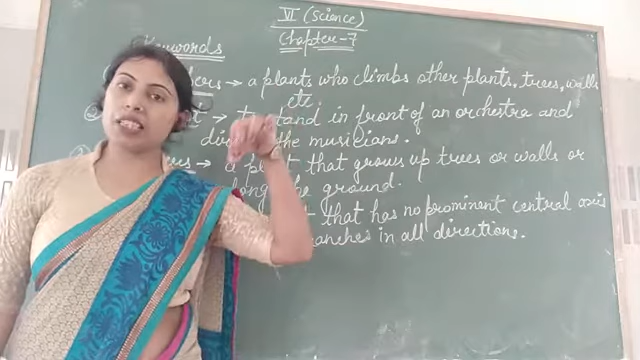 VI (Science)
Chapter-7
Keywords
→ a plants who climbs other plants, trees, walls
etc.
→ to stand in front of an orchestra and
the musicians.
→ a plant that grows up trees or walls or
the ground.
that has no prominent central axis
in all directions.